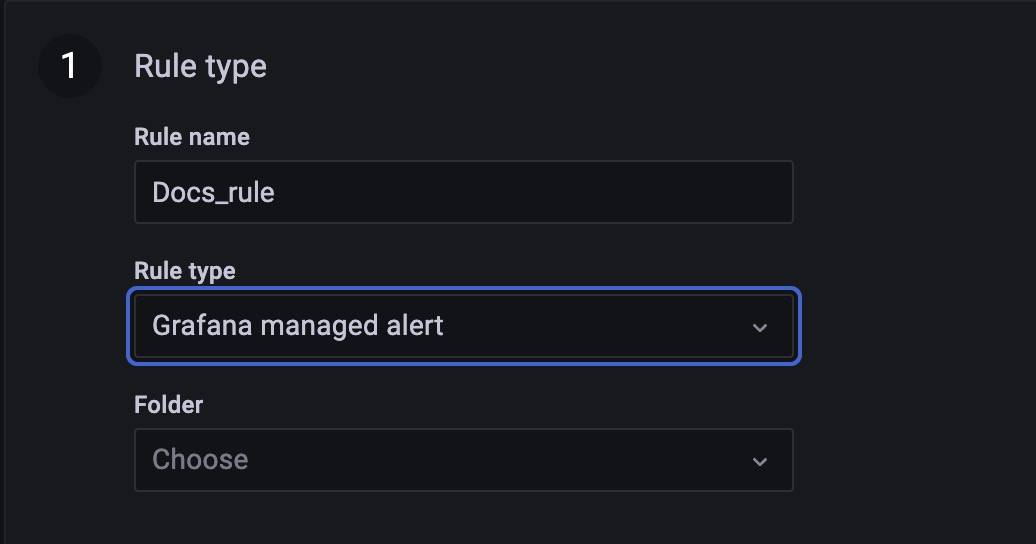 1
Rule type
Rule name
Docs_rule
Rule type
Grafana managed alert
Folder
Choose